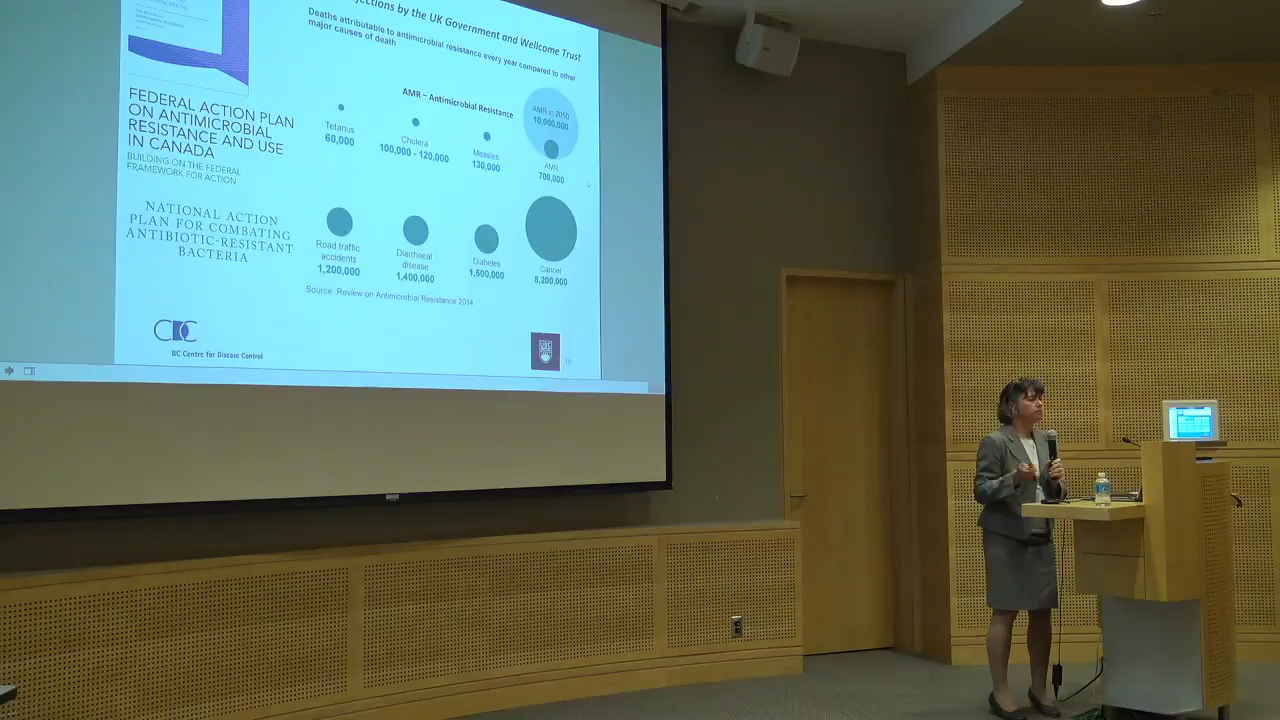 jections by the UK Government and Wellcome Trust
Deaths attributable to antimicrobial resistance every year compared to other
major causes of death
AMR – Antimicrobial Resistance
AMR in 2050
10,000,000
Tetanus
60,000
Cholera
100,000 - 120,000
Measles
130,000
AMR
700,000
Road traffic
accidents
1,200,000
Diarrhoeal
disease
1,400,000
Diabetes
1,500,000
Cancer
8,200,000
Source: Review on Antimicrobial Resistance 2014
FEDERAL ACTION PLAN
ON ANTIMICROBIAL
RESISTANCE AND USE
IN CANADA
BUILDING ON THE FEDERAL
FRAMEWORK FOR ACTION
NATIONAL ACTION
PLAN FOR COMBATING
ANTIBIOTIC-RESISTANT
BACTERIA
CDC
BC Centre for Disease Control
UBC
18